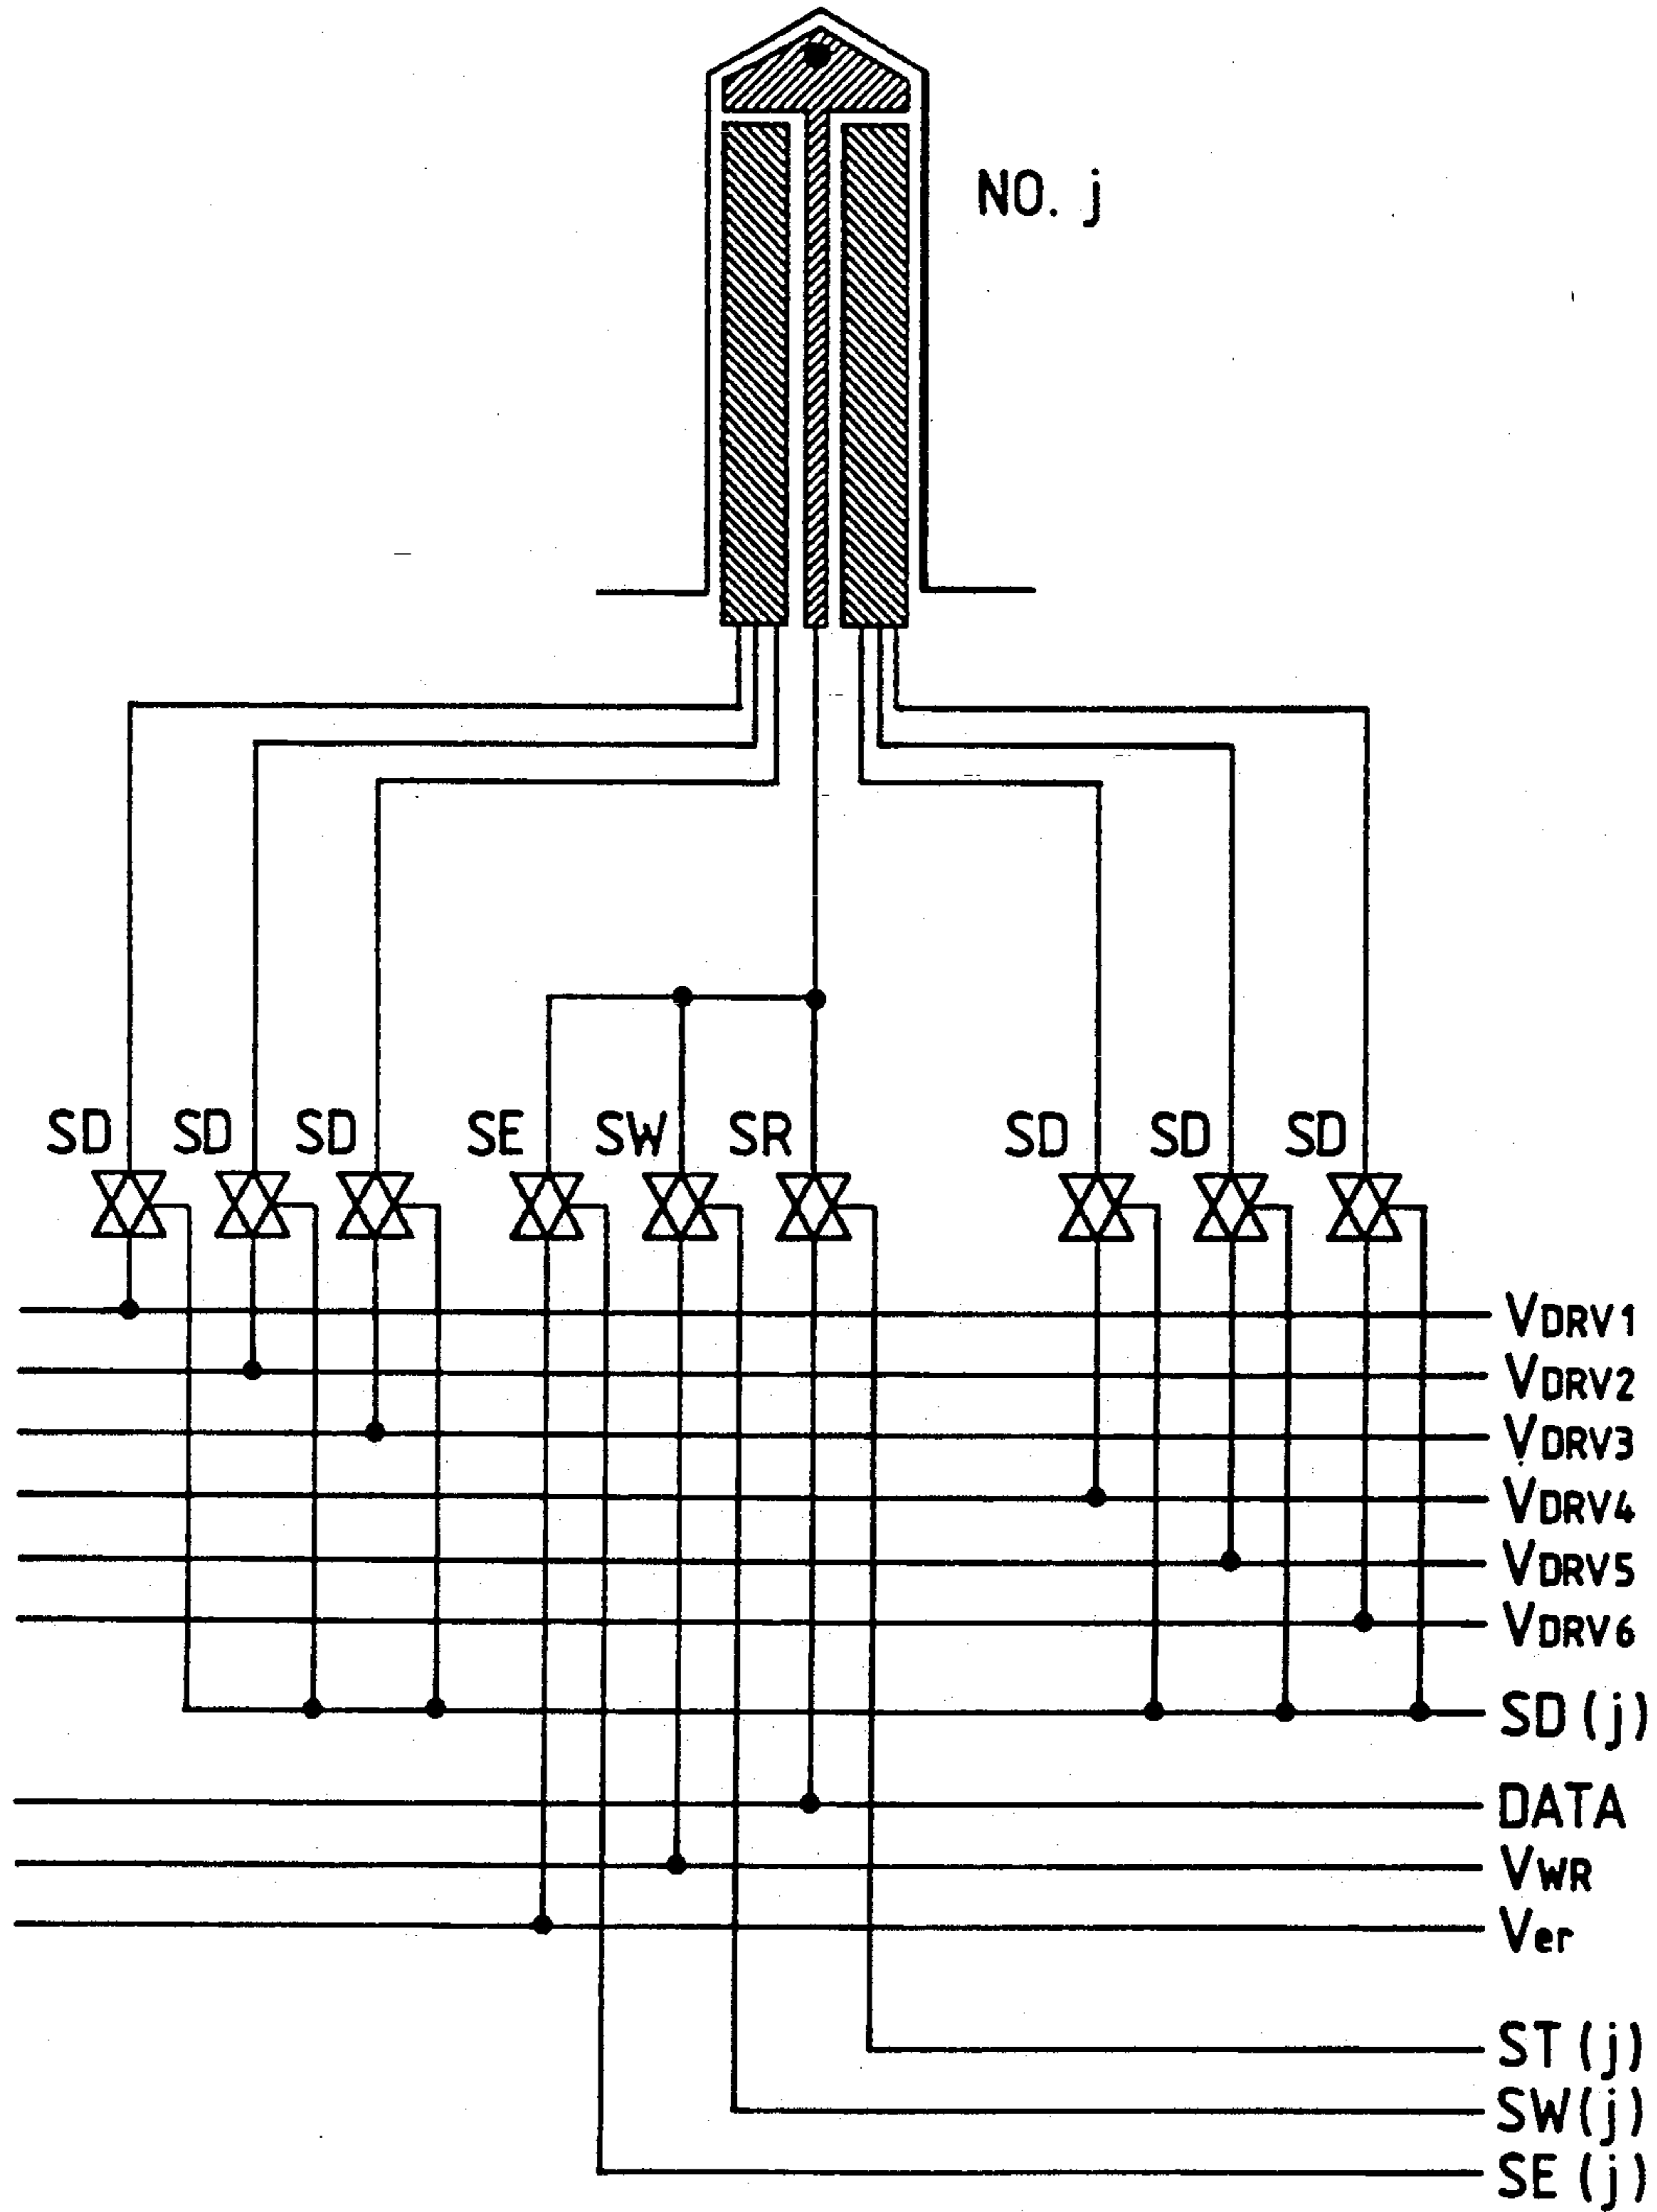 NO. j
SD SD SD SE SW SR SD SD SD
VDRV1
VDRV2
VDRV3
VDRV4
VDRV5
VDRV6
SD (j)
DATA
VWR
Ver
ST (j)
SW (j)
SE (j)